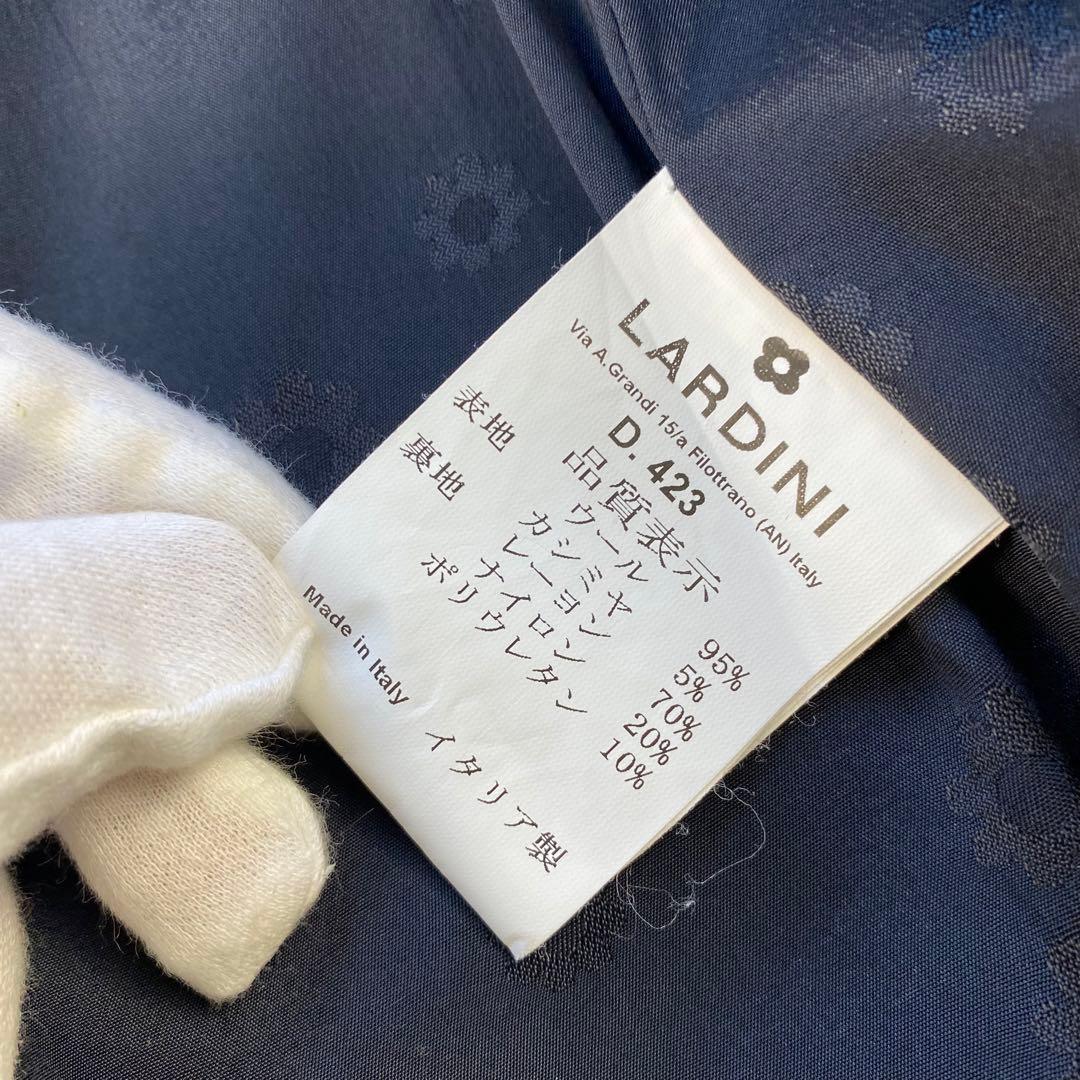 LARDINI
Via A.Grandi 15/a Filottrano (AN) Italy
D. 423
品質表示
表地 ウール 95%
カシミヤ 5%
裏地 レーヨン 70%
ナイロン 20%
ポリウレタン 10%
Made in Italy イタリア製